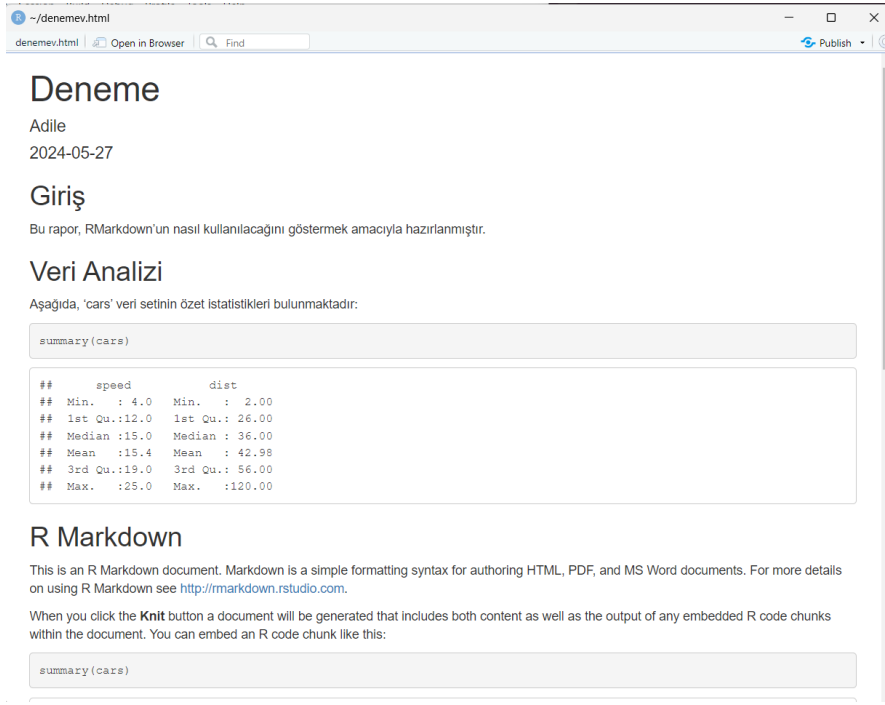 ~/denemev.html
denemev.html
Open in Browser
Find
Publish
Deneme
Adile
2024-05-27
Giriş
Bu rapor, RMarkdown’un nasıl kullanılacağını göstermek amacıyla hazırlanmıştır.
Veri Analizi
Aşağıda, ‘cars’ veri setinin özet istatistikleri bulunmaktadır:
summary(cars)
##      speed           dist
##  Min.   : 4.0   Min.   :  2.00
##  1st Qu.:12.0   1st Qu.: 26.00
##  Median :15.0   Median : 36.00
##  Mean   :15.4   Mean   : 42.98
##  3rd Qu.:19.0   3rd Qu.: 56.00
##  Max.   :25.0   Max.   :120.00
R Markdown
This is an R Markdown document. Markdown is a simple formatting syntax for authoring HTML, PDF, and MS Word documents. For more details
on using R Markdown see http://rmarkdown.rstudio.com.
When you click the Knit button a document will be generated that includes both content as well as the output of any embedded R code chunks
within the document. You can embed an R code chunk like this:
summary(cars)